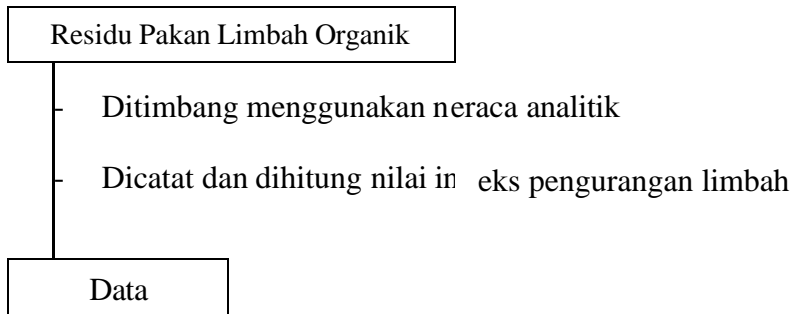 Residu Pakan Limbah Organik
- Ditimbang menggunakan neraca analitik
- Dicatat dan dihitung nilai in eks pengurangan limbah
Data